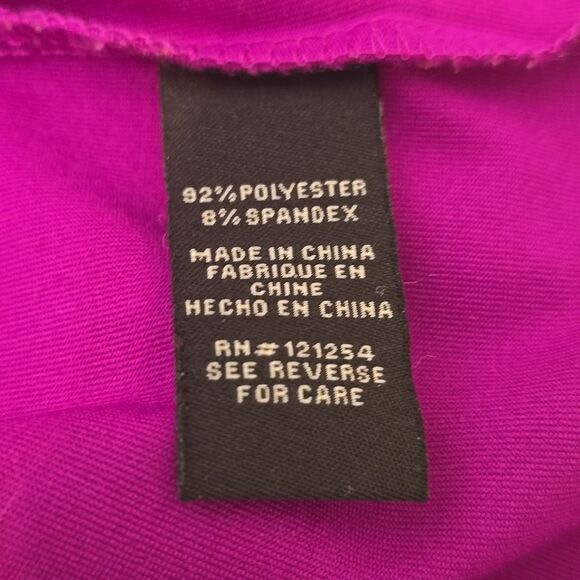 92% POLYESTER
8% SPANDEX
MADE IN CHINA
FABRIQUE EN
CHINE
HECHO EN CHINA
RN# 121254
SEE REVERSE
FOR CARE